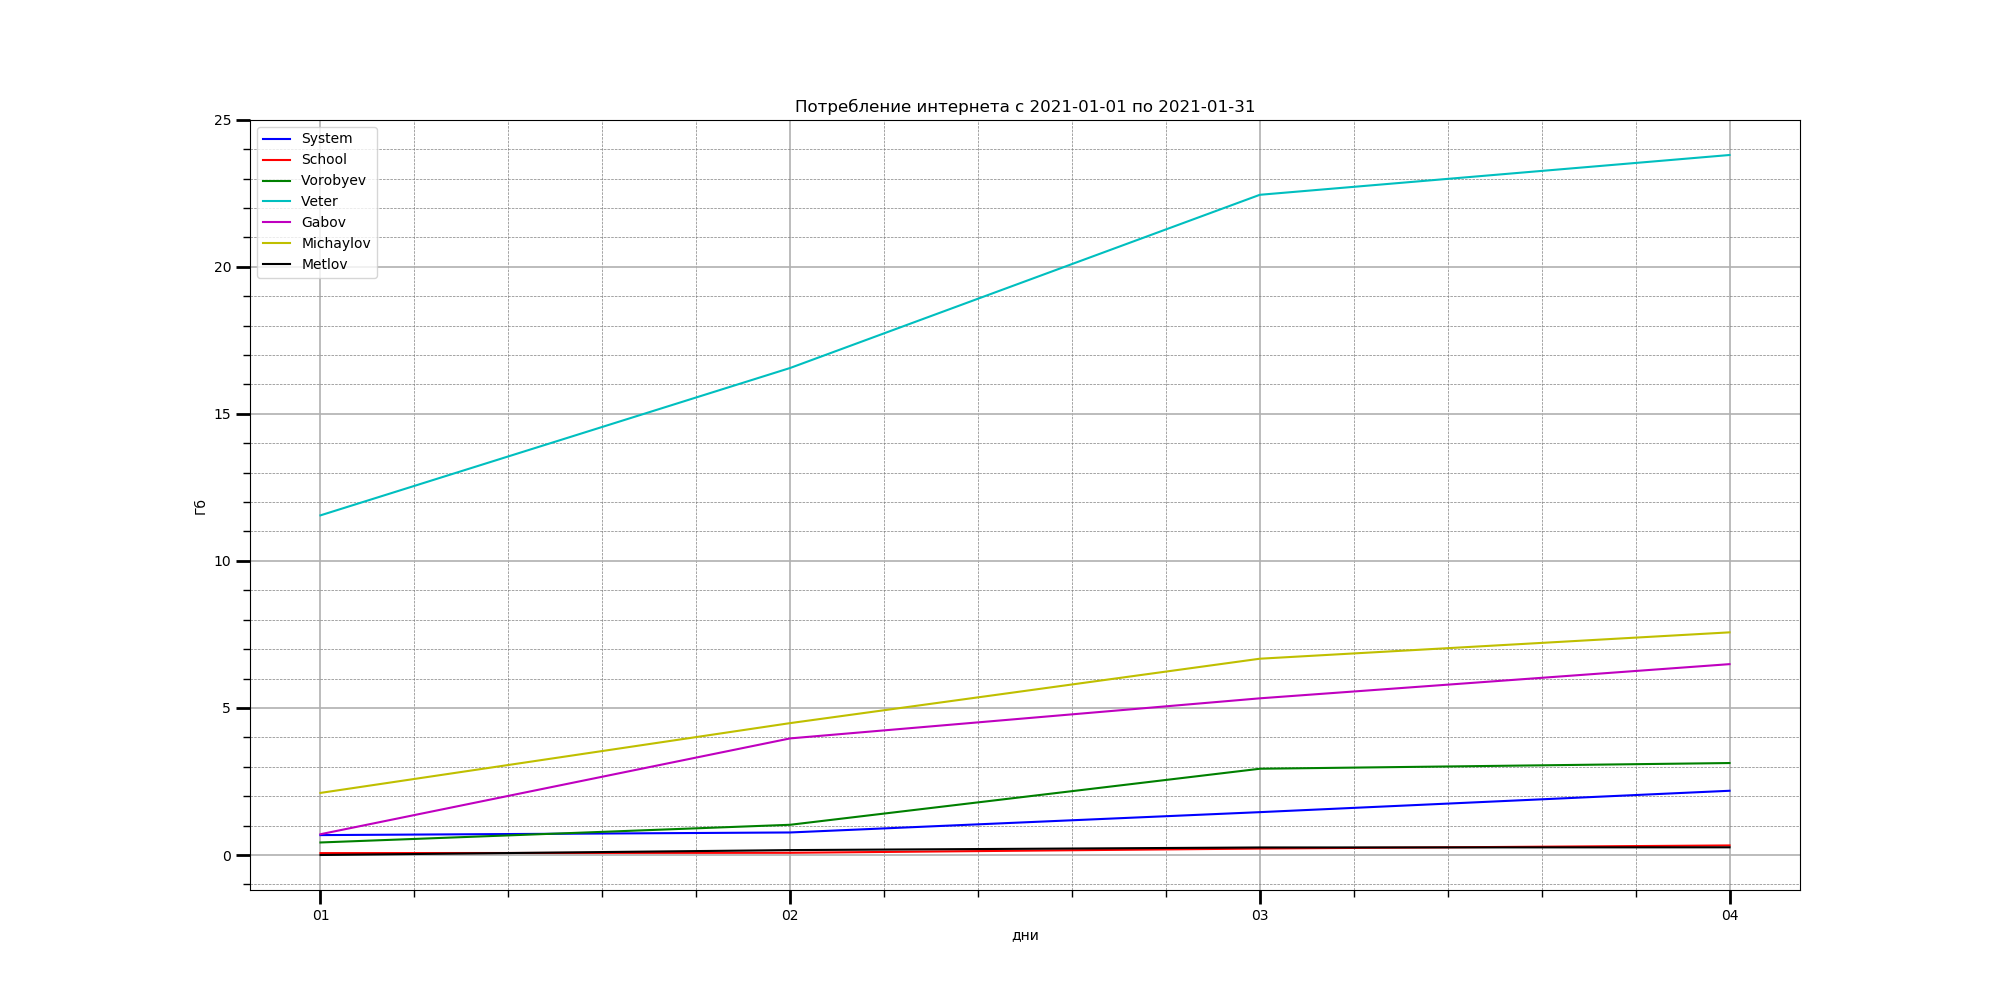 Потребление интернета с 2021-01-01 по 2021-01-31
25
20
15
10
5
0
Гб
System
School
Vorobyev
Veter
Gabov
Michaylov
Metlov
01 02 03 04
дни